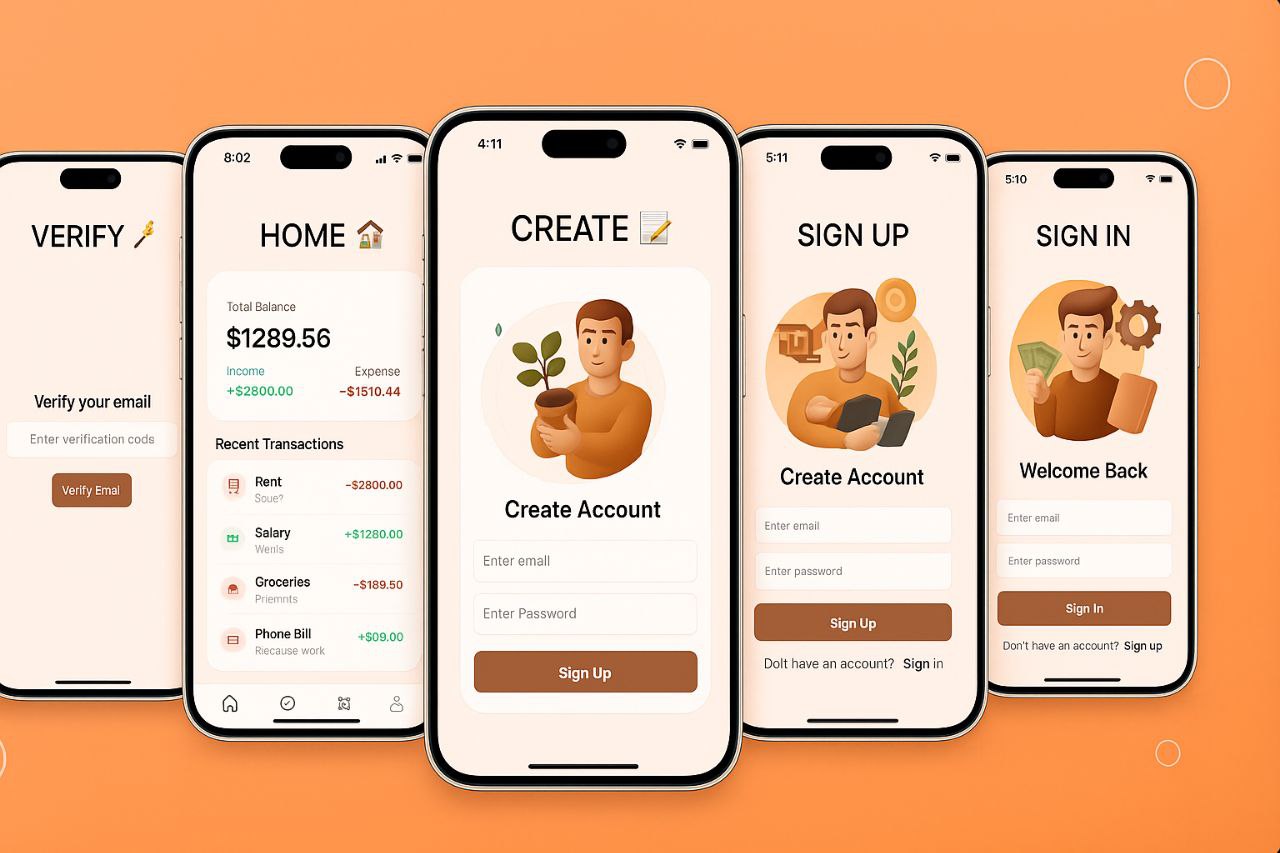 VERIFY
Verify your email
Enter verification cods
Verify Emal
8:02
HOME
Total Balance
$1289.56
Income
Expense
+$2800.00
−$1510.44
Recent Transactions
Rent
−$2800.00
Soue?
Salary
+$1280.00
Wenls
Groceries
−$189.50
Priemnts
Phone Bill
+$09.00
Riecause work
4:11
CREATE
Create Account
Enter emall
Enter Password
Sign Up
5:11
SIGN UP
Create Account
Enter email
Enter password
Sign Up
Dolt have an account? Sign in
5:10
SIGN IN
Welcome Back
Enter email
Enter password
Sign In
Don't have an account? Sign up